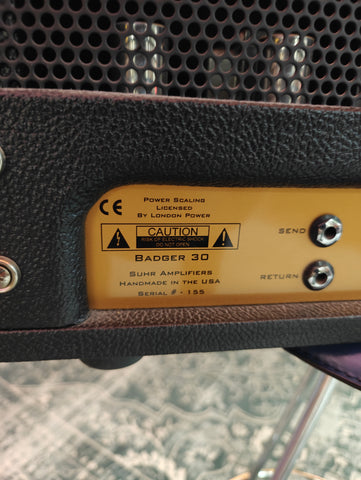 CE
Power Scaling
Licensed
By London Power
CAUTION
RISK OF ELECTRIC SHOCK
DO NOT OPEN
Badger 30
Suhr Amplifiers
Handmade in the USA
Serial # - 155
SEND
RETURN